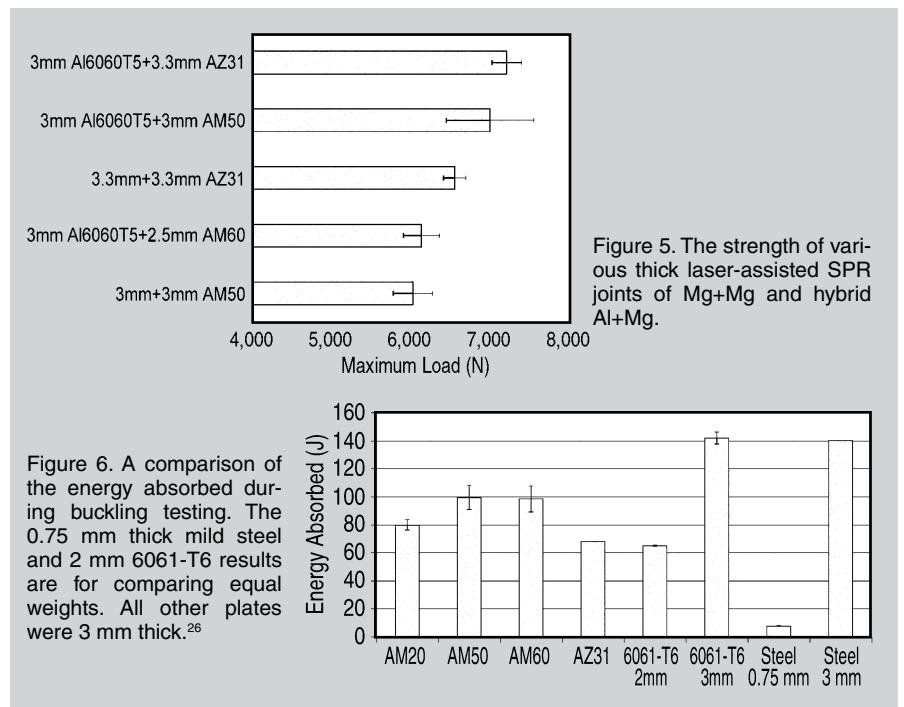 3mm Al6060T5+3.3mm AZ31
3mm Al6060T5+3mm AM50
3.3mm+3.3mm AZ31
3mm Al6060T5+2.5mm AM60
3mm+3mm AM50
4,000 5,000 6,000 7,000 8,000
Maximum Load (N)
Figure 5. The strength of vari-
ous thick laser-assisted SPR
joints of Mg+Mg and hybrid
Al+Mg.
Figure 6. A comparison of
the energy absorbed dur-
ing buckling testing. The
0.75 mm thick mild steel
and 2 mm 6061-T6 results
are for comparing equal
weights. All other plates
were 3 mm thick.²⁶
Energy Absorbed (J)
160
140
120
100
80
60
40
20
0
AM20 AM50 AM60 AZ31 6061-T6 6061-T6 Steel Steel
2mm 3mm 0.75 mm 3 mm